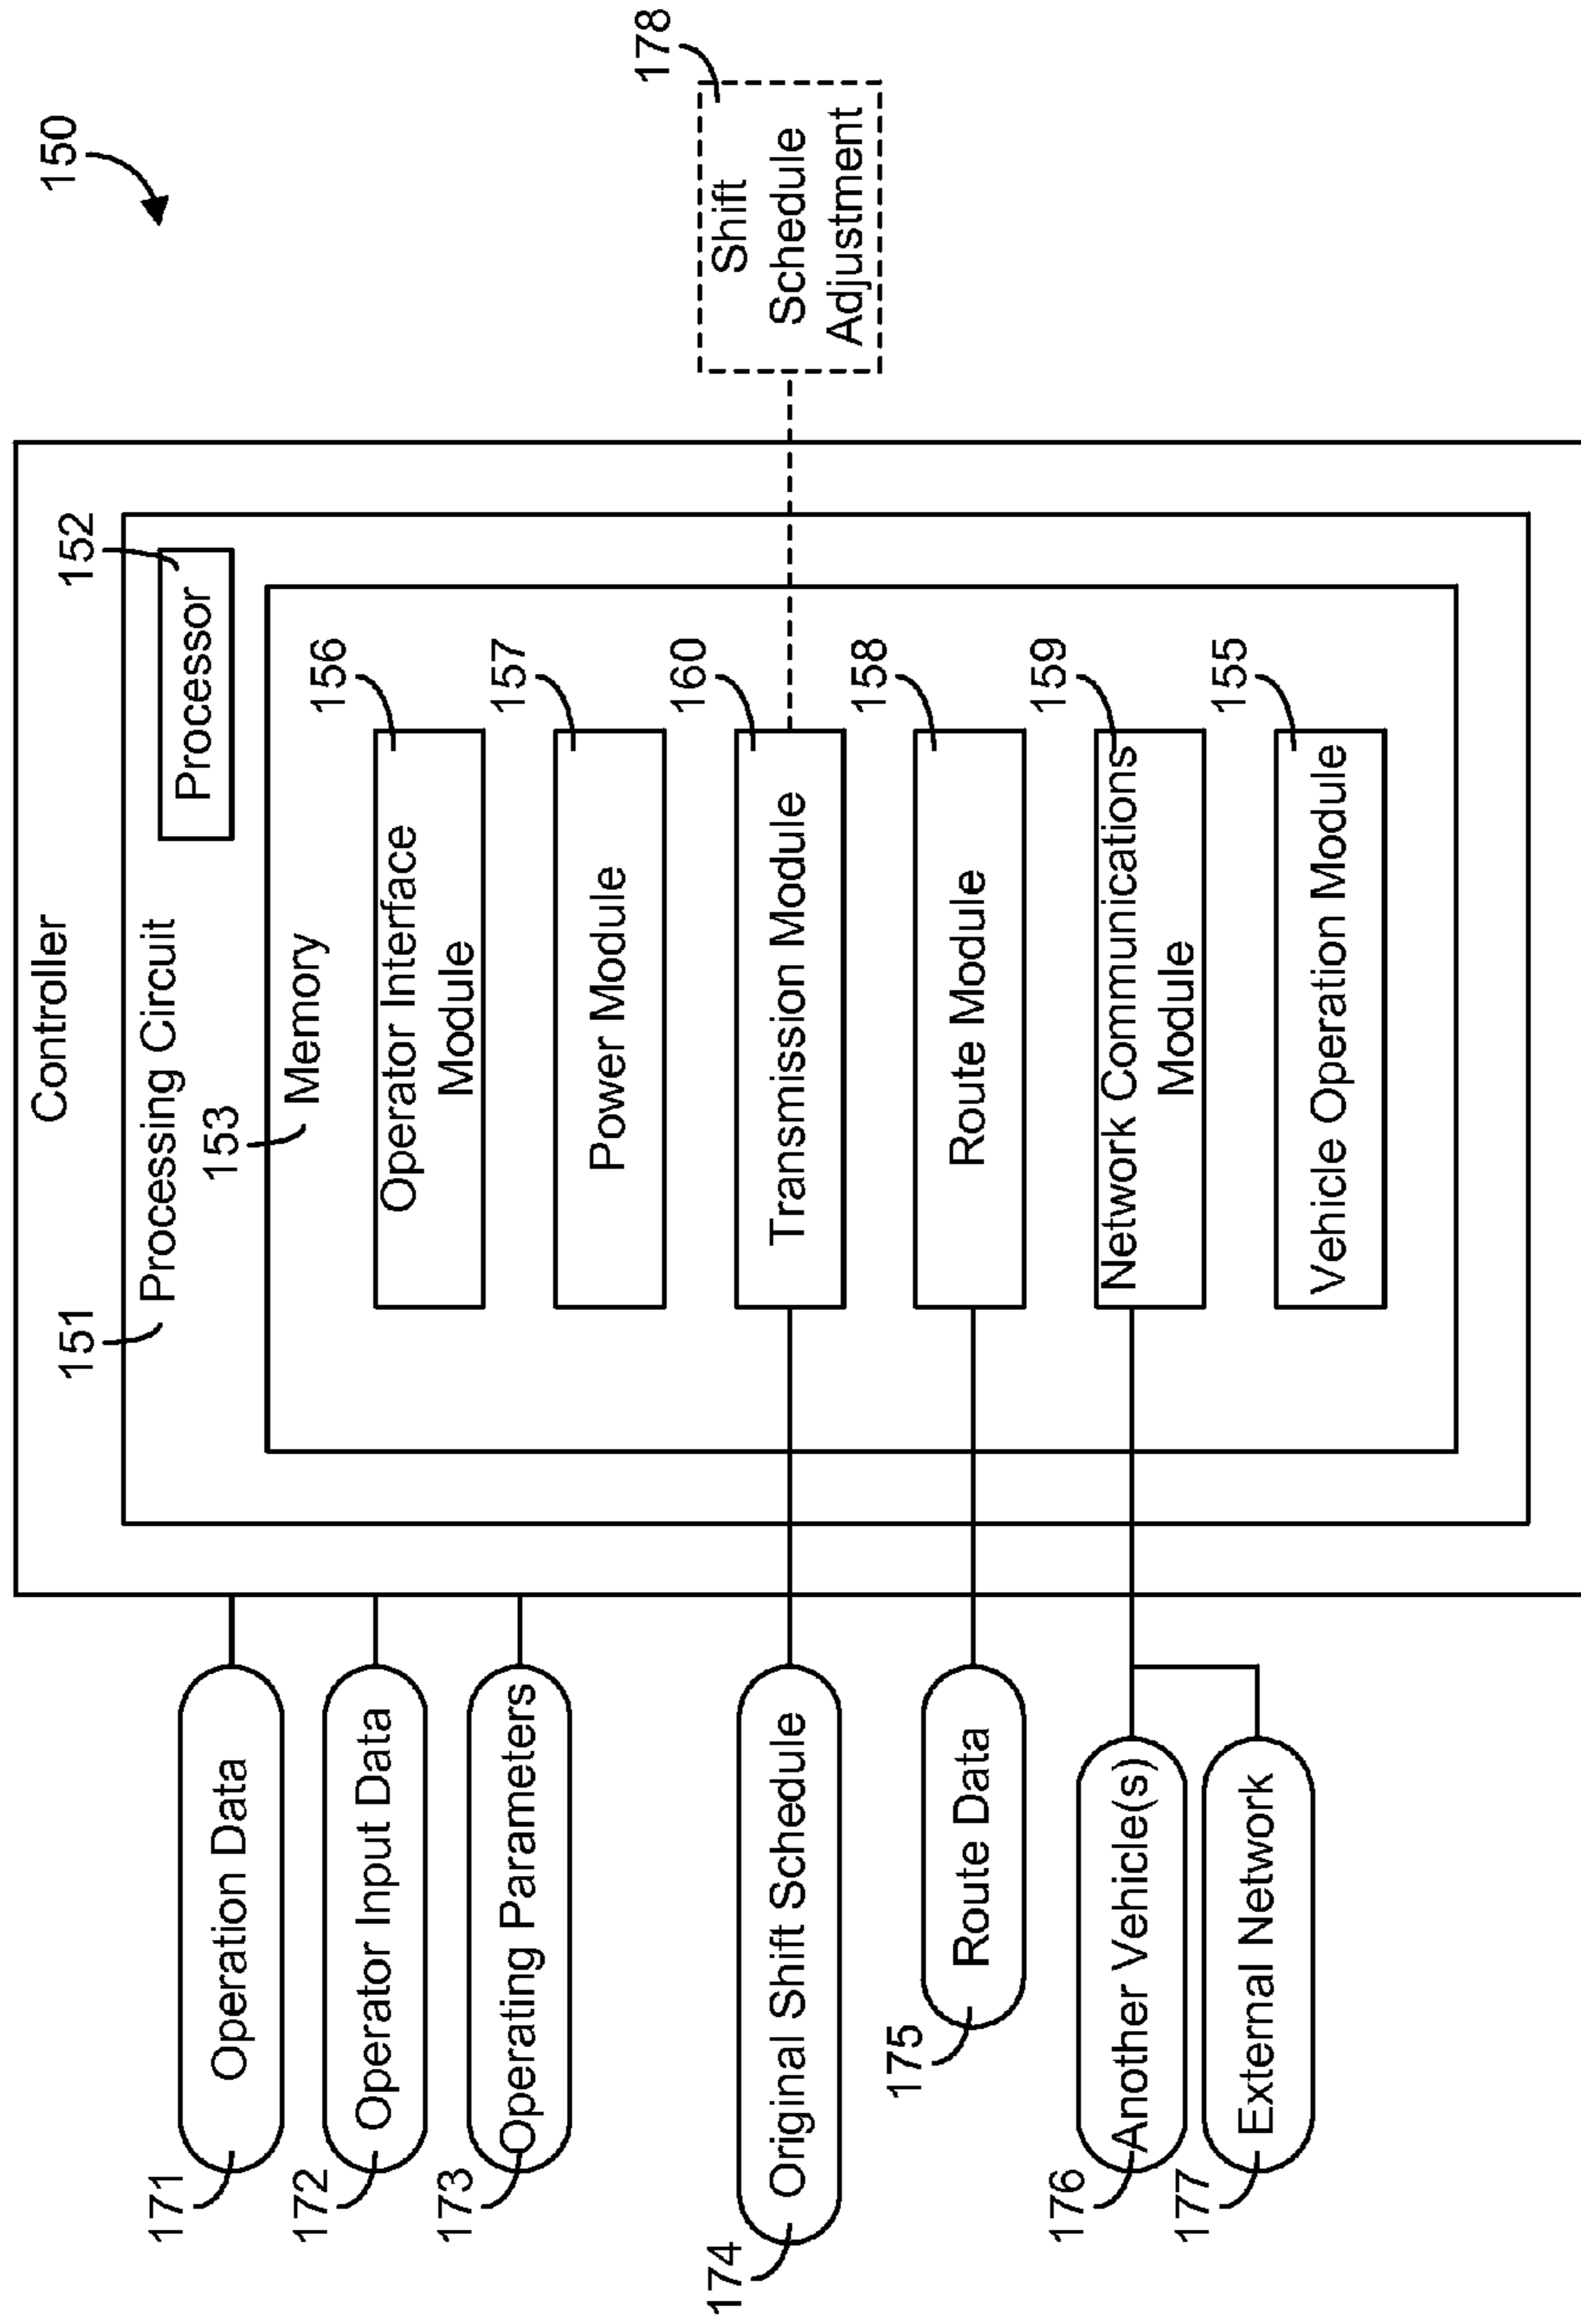 150
Controller
151
Processing Circuit
152
Processor
153
Memory
156
Operator Interface
Module
157
Power Module
160
Transmission Module
158
Route Module
159
Network Communications
Module
155
Vehicle Operation Module
171
Operation Data
172
Operator Input Data
173
Operating Parameters
174
Original Shift Schedule
175
Route Data
176
Another Vehicle(s)
177
External Network
178
Shift
Schedule
Adjustment